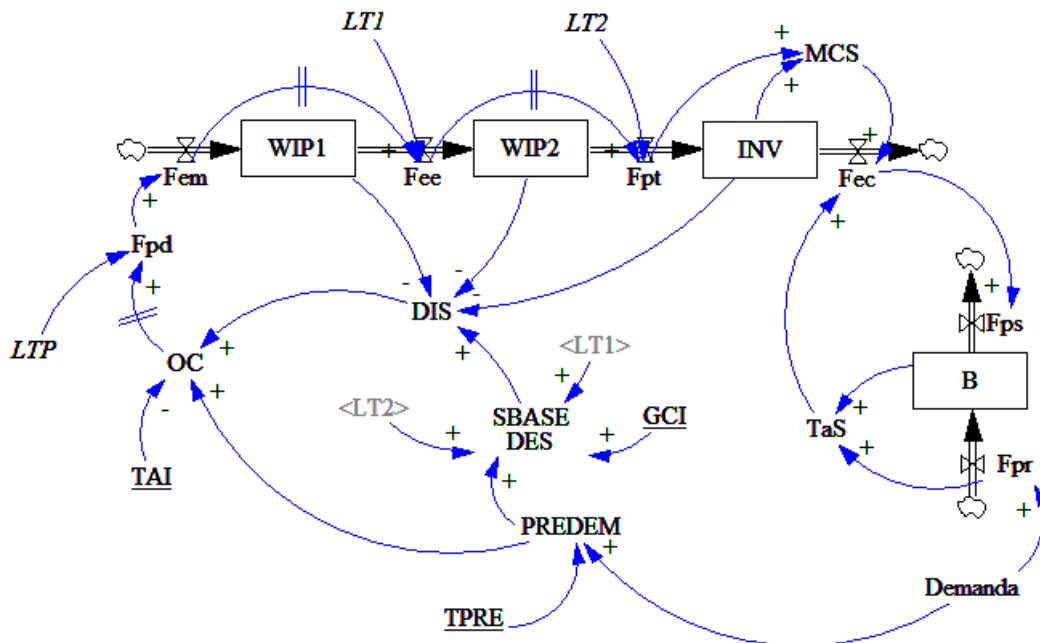 LT1
LT2
+
MCS
+
WIP1
+
WIP2
+
INV
+
Fem
Fee
Fpt
Fec
+
+
Fpd
+
+
-
-
-
DIS
Fps
LTP
OC
+
+
<LT1>
B
+
+
<LT2>
SBASE
DES
GCI
+
+
+
TaS
+
-
TAI
+
Fpr
+
PREDEM
+
Demanda
TPRE